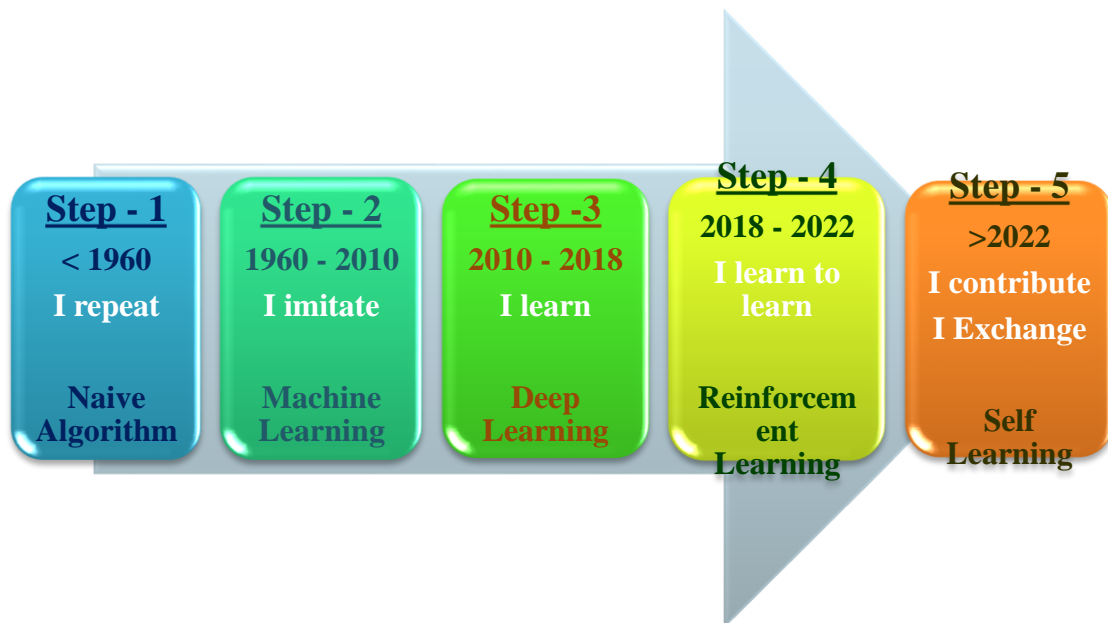 Step - 1
< 1960
I repeat
Naive
Algorithm
Step - 2
1960 - 2010
I imitate
Machine
Learning
Step -3
2010 - 2018
I learn
Deep
Learning
Step - 4
2018 - 2022
I learn to
learn
Reinforcem
ent
Learning
Step - 5
>2022
I contribute
I Exchange
Self
Learning